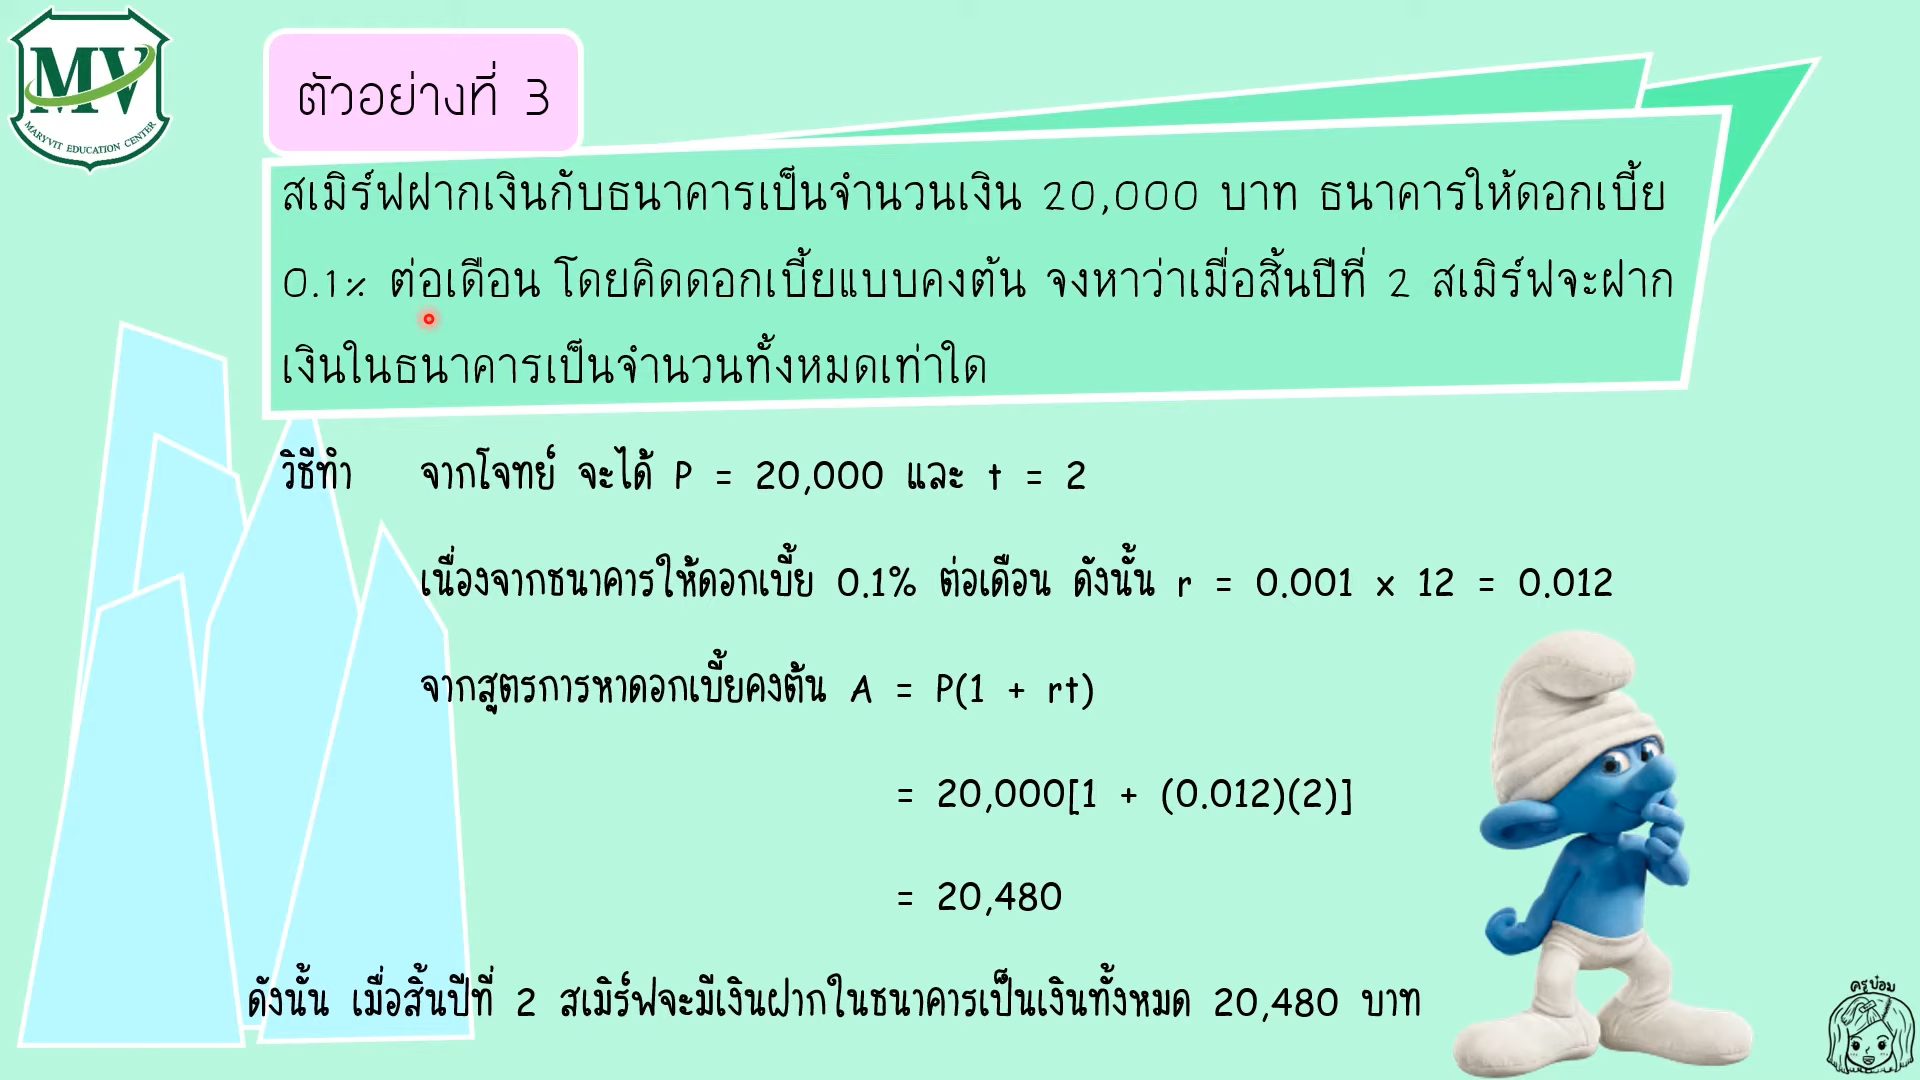 MV
MARYVIT EDUCATION CENTER
ตัวอย่างที่ 3
สเมิร์ฟฝากเงินกับธนาคารเป็นจำนวนเงิน 20,000 บาท ธนาคารให้ดอกเบี้ย
0.1% ต่อเดือน โดยคิดดอกเบี้ยแบบคงต้น จงหาว่าเมื่อสิ้นปีที่ 2 สเมิร์ฟจะฝาก
เงินในธนาคารเป็นจำนวนทั้งหมดเท่าใด
วิธีทำ จากโจทย์ จะได้ P = 20,000 และ t = 2
เนื่องจากธนาคารให้ดอกเบี้ย 0.1% ต่อเดือน ดังนั้น r = 0.001 x 12 = 0.012
จากสูตรการหาดอกเบี้ยคงต้น A = P(1 + rt)
= 20,000[1 + (0.012)(2)]
= 20,480
ดังนั้น เมื่อสิ้นปีที่ 2 สเมิร์ฟจะมีเงินฝากในธนาคารเป็นเงินทั้งหมด 20,480 บาท
ครูป๋อม